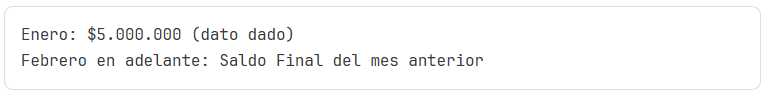 Enero: $5.000.000 (dato dado)
Febrero en adelante: Saldo Final del mes anterior